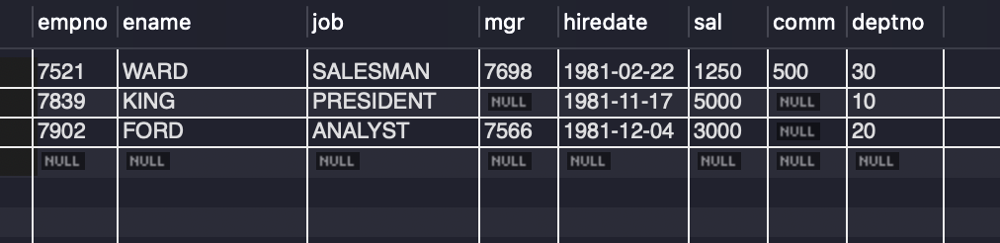 empno ename job mgr hiredate sal comm deptno
7521 WARD SALESMAN 7698 1981-02-22 1250 500 30
7839 KING PRESIDENT NULL 1981-11-17 5000 NULL 10
7902 FORD ANALYST 7566 1981-12-04 3000 NULL 20
NULL NULL NULL NULL NULL NULL NULL NULL